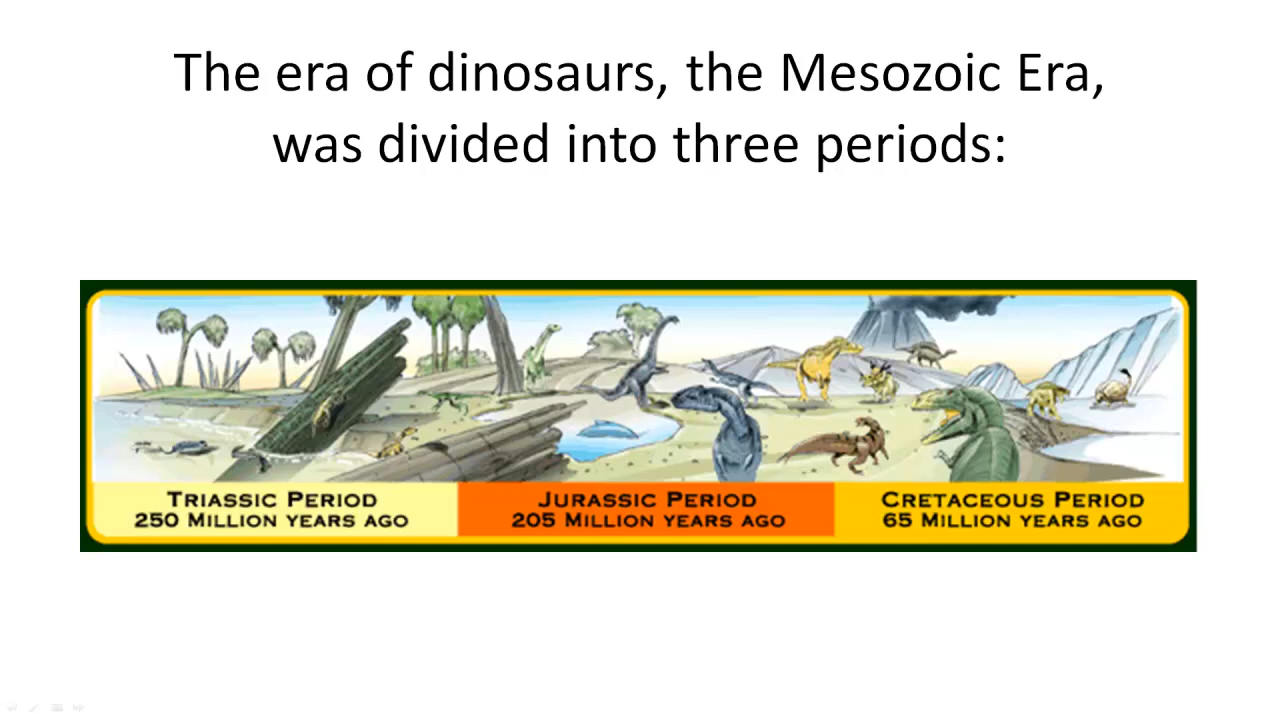 The era of dinosaurs, the Mesozoic Era,
was divided into three periods:
TRIASSIC PERIOD
250 MILLION YEARS AGO
JURASSIC PERIOD
205 MILLION YEARS AGO
CRETACEOUS PERIOD
65 MILLION YEARS AGO